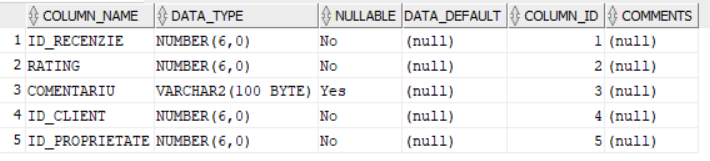 COLUMN_NAME DATA_TYPE NULLABLE DATA_DEFAULT COLUMN_ID COMMENTS
1 ID_RECENZIE NUMBER(6,0) No (null) 1 (null)
2 RATING NUMBER(6,0) No (null) 2 (null)
3 COMENTARIU VARCHAR2(100 BYTE) Yes (null) 3 (null)
4 ID_CLIENT NUMBER(6,0) No (null) 4 (null)
5 ID_PROPRIETATE NUMBER(6,0) No (null) 5 (null)